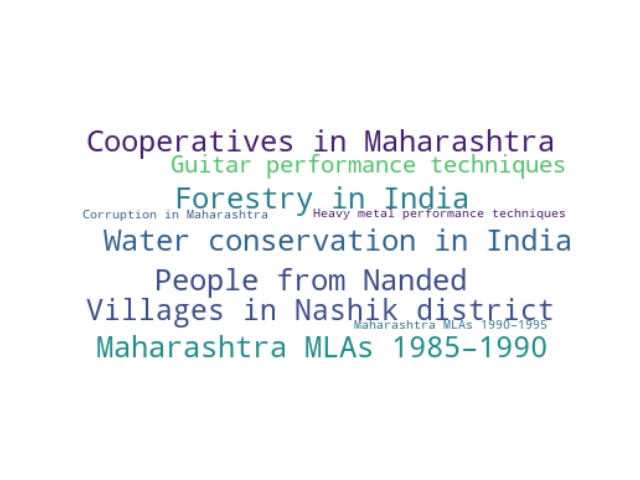 Cooperatives in Maharashtra
Guitar performance techniques
Forestry in India
Corruption in Maharashtra
Heavy metal performance techniques
Water conservation in India
People from Nanded
Villages in Nashik district
Maharashtra MLAs 1990–1995
Maharashtra MLAs 1985–1990